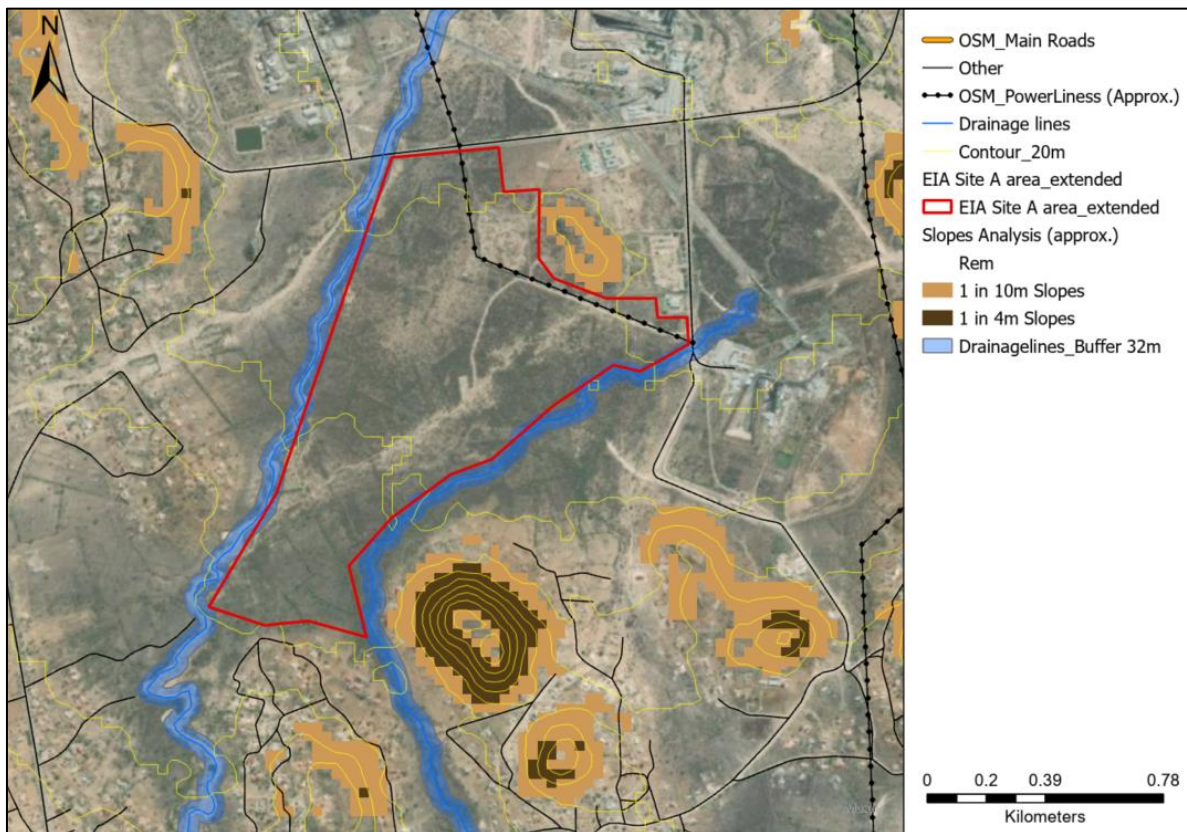 N
OSM_Main Roads
Other
OSM_PowerLiness (Approx.)
Drainage lines
Contour_20m
EIA Site A area_extended
EIA Site A area_extended
Slopes Analysis (approx.)
Rem
1 in 10m Slopes
1 in 4m Slopes
Drainagelines_Buffer 32m
0 0.2 0.39 0.78
Kilometers